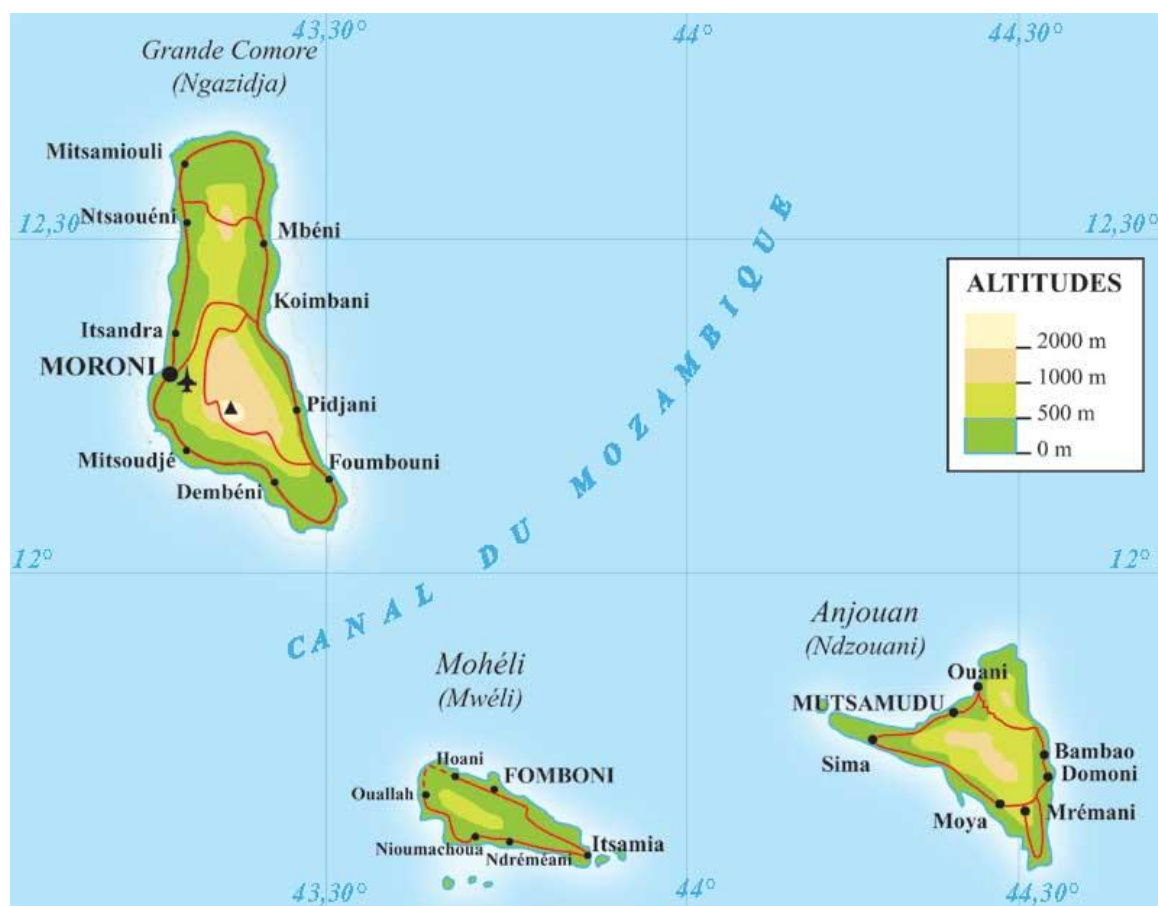 43,30°
44°
44,30°
Grande Comore
(Ngazidja)
Mitsamiouli
Ntsaouéni
12,30
Mbéni
12,30°
Koimbani
Itsandra
MORONI
Pidjani
Mitsoudjé
Foumbouni
Dembéni
CANAL DU MOZAMBIQUE
ALTITUDES
2000 m
1000 m
500 m
0 m
12°
12°
Mohéli
(Mwéli)
Hoani
FOMBONI
Ouallah
Nioumachoua
Ndréméani
Itsamia
Anjouan
(Ndzouani)
Ouani
MUTSAMUDU
Sima
Bambao
Domoni
Moya
Mrémani
43,30°
44°
44,30°